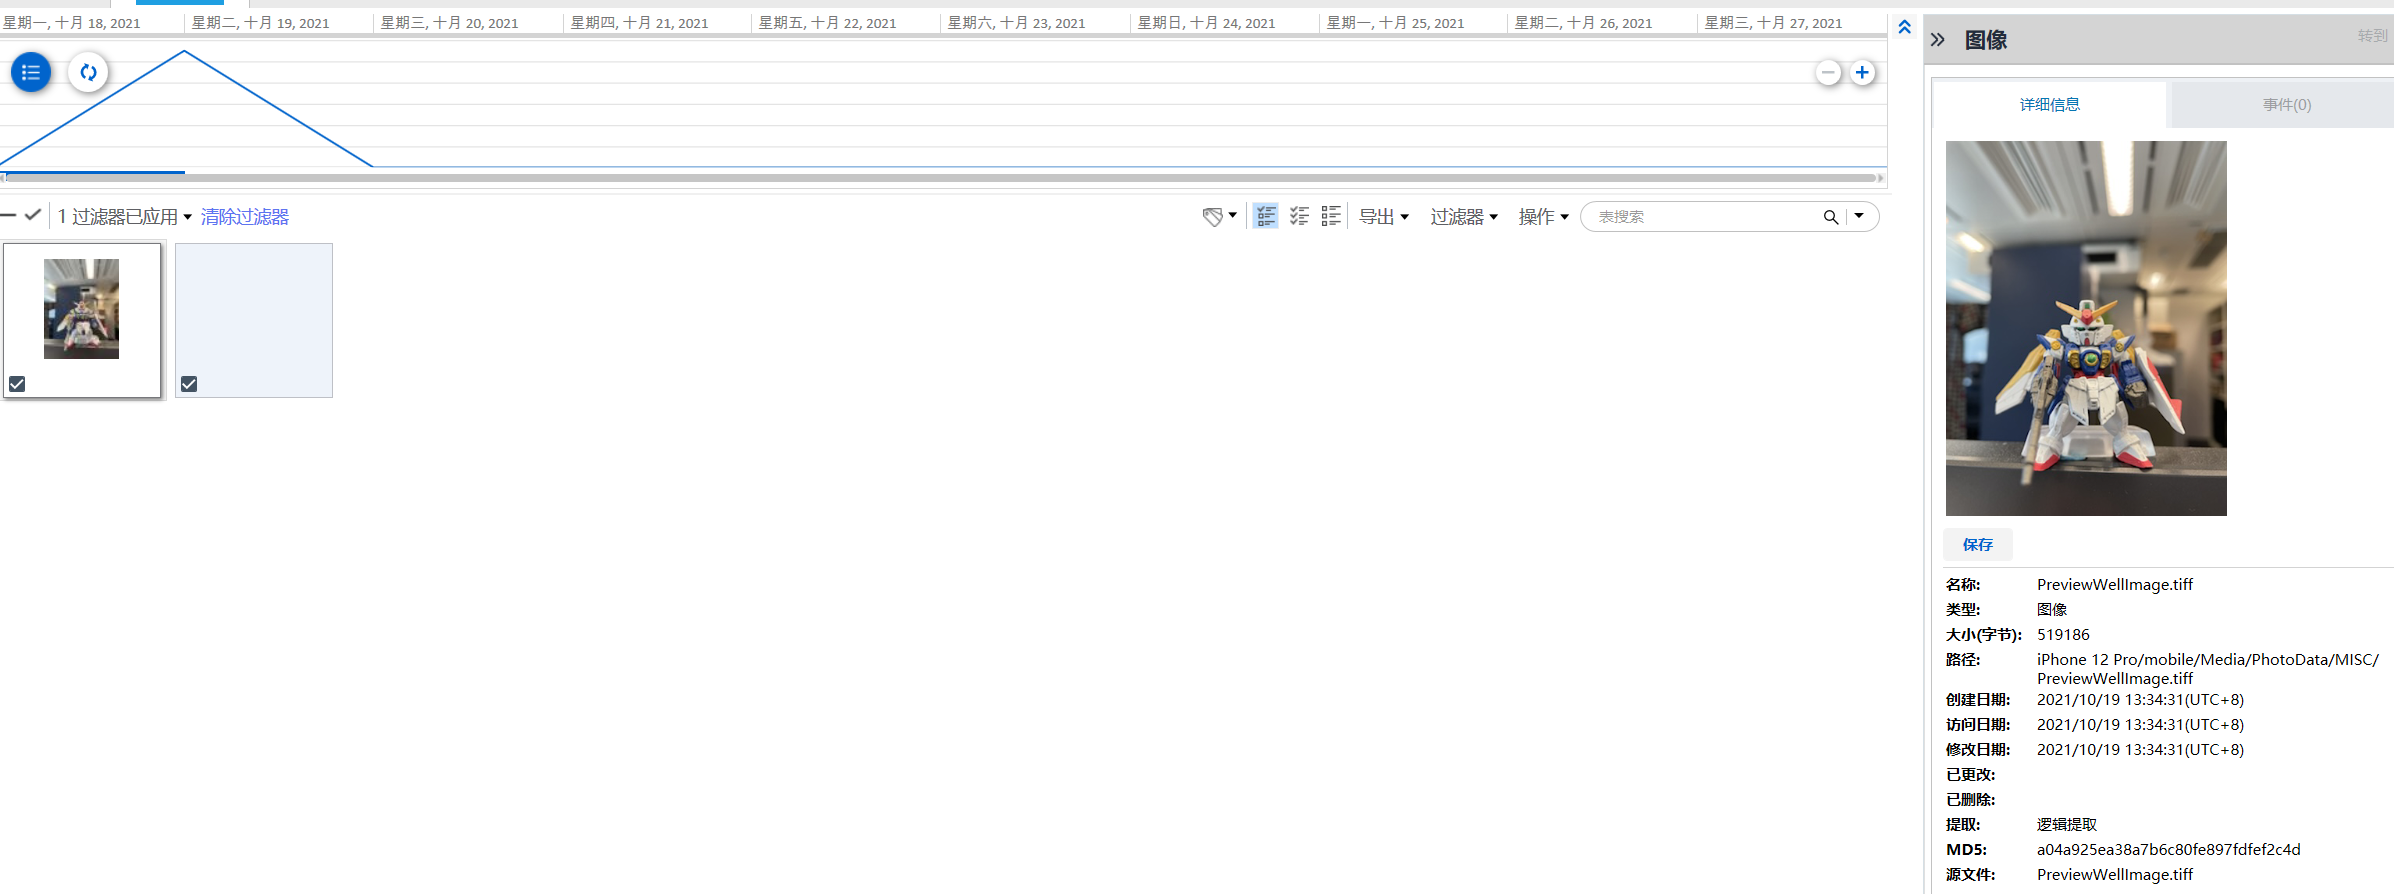 星期一, 十月 18, 2021 星期二, 十月 19, 2021 星期三, 十月 20, 2021 星期四, 十月 21, 2021 星期五, 十月 22, 2021 星期六, 十月 23, 2021 星期日, 十月 24, 2021 星期一, 十月 25, 2021 星期二, 十月 26, 2021 星期三, 十月 27, 2021
1 过滤器已应用 清除过滤器 导出 过滤器 操作 表搜索
图像 转到
详细信息 事件(0)
保存
名称: PreviewWellImage.tiff
类型: 图像
大小(字节): 519186
路径: iPhone 12 Pro/mobile/Media/PhotoData/MISC/
PreviewWellImage.tiff
创建日期: 2021/10/19 13:34:31(UTC+8)
访问日期: 2021/10/19 13:34:31(UTC+8)
修改日期: 2021/10/19 13:34:31(UTC+8)
已更改:
已删除:
提取: 逻辑提取
MD5: a04a925ea38a7b6c80fe897fdfef2c4d
源文件: PreviewWellImage.tiff